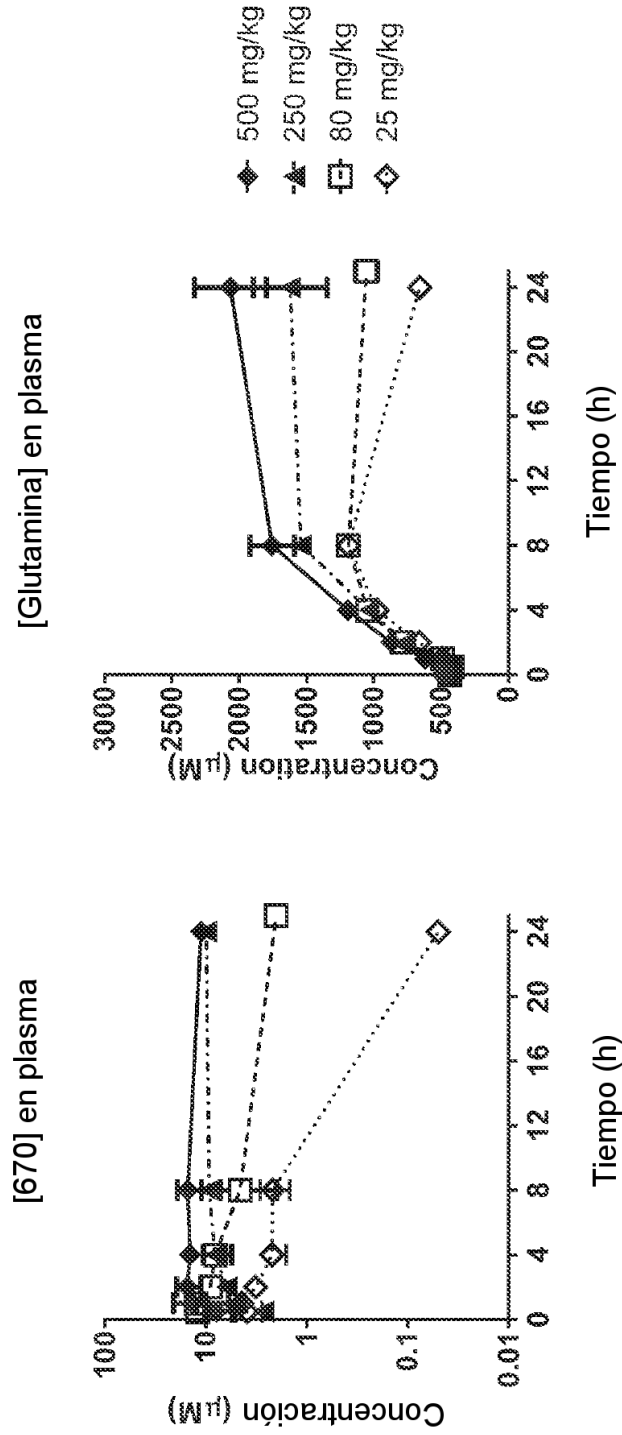 [670] en plasma
Concentración (μM)
100
10
1
0.1
0.01
0 4 8 12 16 20 24
Tiempo (h)
[Glutamina] en plasma
Concentration (μM)
3000
2500
2000
1500
1000
500
0
0 4 8 12 16 20 24
Tiempo (h)
500 mg/kg
250 mg/kg
80 mg/kg
25 mg/kg